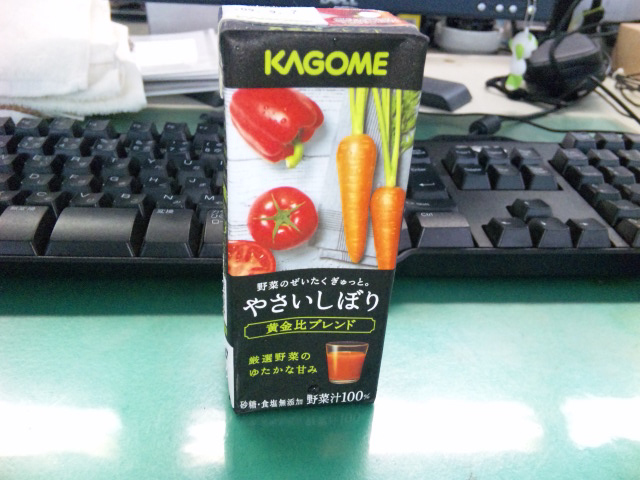 KAGOME
野菜のぜいたくぎゅっと。
やさいしぼり
黄金比ブレンド
厳選野菜の
ゆたかな甘み
砂糖・食塩無添加 野菜汁100%